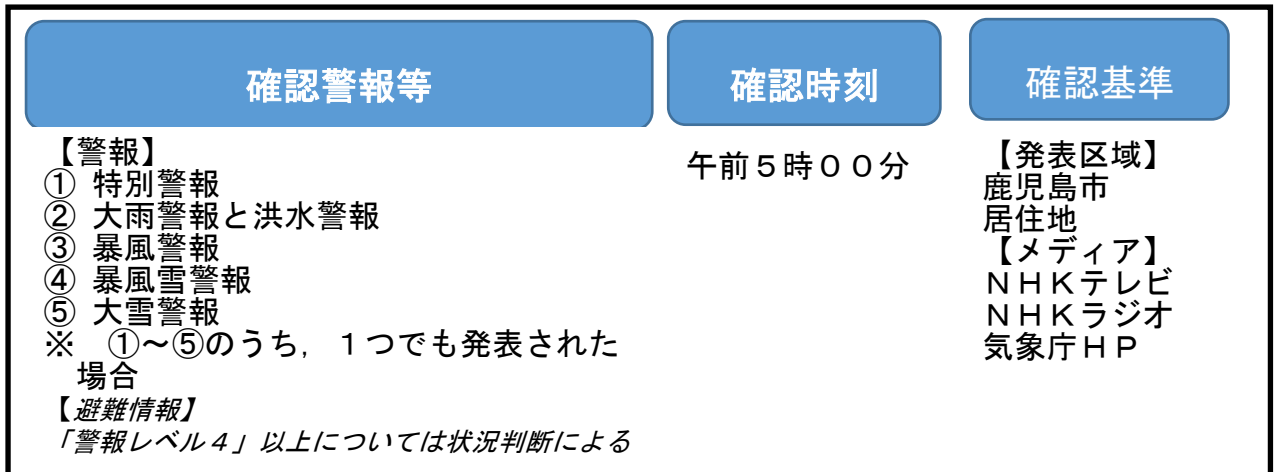 確認警報等
確認時刻
確認基準
【警報】
① 特別警報
② 大雨警報と洪水警報
③ 暴風警報
④ 暴風雪警報
⑤ 大雪警報
※ ①~⑤のうち，１つでも発表された
場合
【避難情報】
「警報レベル４」以上については状況判断による
午前５時００分
【発表区域】
鹿児島市
居住地
【メディア】
ＮＨＫテレビ
ＮＨＫラジオ
気象庁ＨＰ